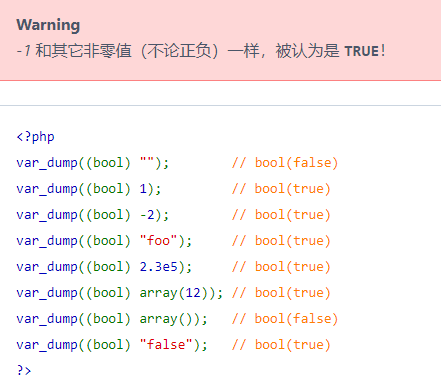 Warning
-1 和其它非零值（不论正负）一样，被认为是 TRUE！
<?php
var_dump((bool) "");        // bool(false)
var_dump((bool) 1);         // bool(true)
var_dump((bool) -2);        // bool(true)
var_dump((bool) "foo");     // bool(true)
var_dump((bool) 2.3e5);     // bool(true)
var_dump((bool) array(12)); // bool(true)
var_dump((bool) array());   // bool(false)
var_dump((bool) "false");   // bool(true)
?>